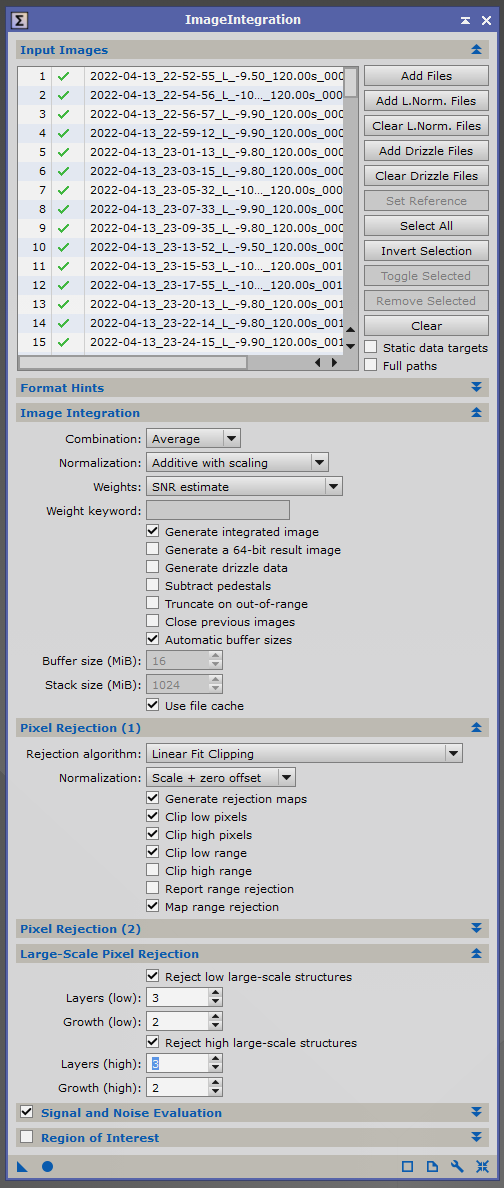 Σ ImageIntegration
Input Images
1 2022-04-13_22-52-55_L_-9.50_120.00s_000
2 2022-04-13_22-54-56_L_-10..._120.00s_000
3 2022-04-13_22-56-57_L_-9.90_120.00s_000
4 2022-04-13_22-59-12_L_-9.90_120.00s_000
5 2022-04-13_23-01-13_L_-9.80_120.00s_000
6 2022-04-13_23-03-15_L_-9.80_120.00s_000
7 2022-04-13_23-05-32_L_-10..._120.00s_000
8 2022-04-13_23-07-33_L_-9.90_120.00s_000
9 2022-04-13_23-09-35_L_-9.80_120.00s_000
10 2022-04-13_23-13-52_L_-9.50_120.00s_000
11 2022-04-13_23-15-53_L_-10..._120.00s_001
12 2022-04-13_23-17-55_L_-10..._120.00s_001
13 2022-04-13_23-20-13_L_-9.80_120.00s_001
14 2022-04-13_23-22-14_L_-9.80_120.00s_001
15 2022-04-13_23-24-15_L_-9.90_120.00s_001
Add Files
Add L.Norm. Files
Clear L.Norm. Files
Add Drizzle Files
Clear Drizzle Files
Set Reference
Select All
Invert Selection
Toggle Selected
Remove Selected
Clear
Static data targets
Full paths
Format Hints
Image Integration
Combination: Average
Normalization: Additive with scaling
Weights: SNR estimate
Weight keyword:
Generate integrated image
Generate a 64-bit result image
Generate drizzle data
Subtract pedestals
Truncate on out-of-range
Close previous images
Automatic buffer sizes
Buffer size (MiB): 16
Stack size (MiB): 1024
Use file cache
Pixel Rejection (1)
Rejection algorithm: Linear Fit Clipping
Normalization: Scale + zero offset
Generate rejection maps
Clip low pixels
Clip high pixels
Clip low range
Clip high range
Report range rejection
Map range rejection
Pixel Rejection (2)
Large-Scale Pixel Rejection
Reject low large-scale structures
Layers (low): 3
Growth (low): 2
Reject high large-scale structures
Layers (high): 3
Growth (high): 2
Signal and Noise Evaluation
Region of Interest